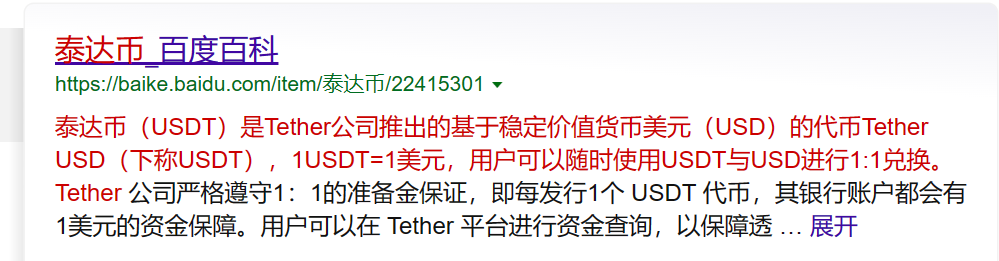 泰达币_百度百科
https://baike.baidu.com/item/泰达币/22415301
泰达币（USDT）是Tether公司推出的基于稳定价值货币美元（USD）的代币Tether
USD（下称USDT），1USDT=1美元，用户可以随时使用USDT与USD进行1:1兑换。
Tether 公司严格遵守1：1的准备金保证，即每发行1个 USDT 代币，其银行账户都会有
1美元的资金保障。用户可以在 Tether 平台进行资金查询，以保障透 ... 展开